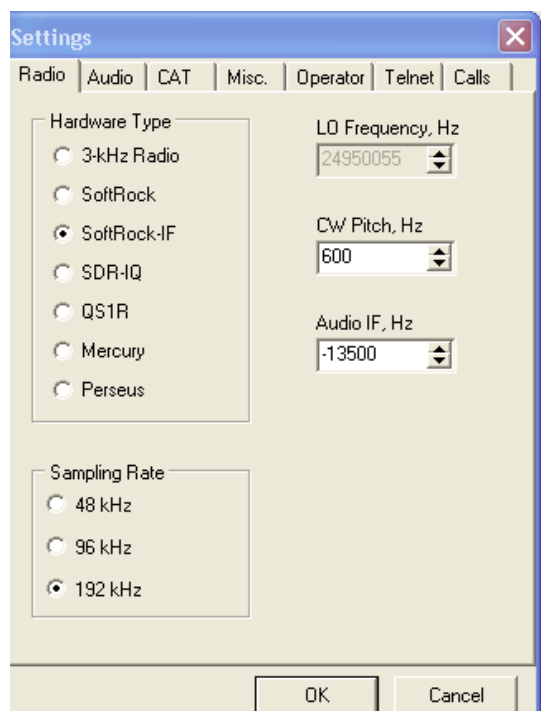 Settings
Radio Audio CAT Misc. Operator Telnet Calls
Hardware Type
3-kHz Radio
SoftRock
SoftRock-IF
SDR-IQ
QS1R
Mercury
Perseus
LO Frequency, Hz
24950055
CW Pitch, Hz
600
Audio IF, Hz
-13500
Sampling Rate
48 kHz
96 kHz
192 kHz
OK Cancel